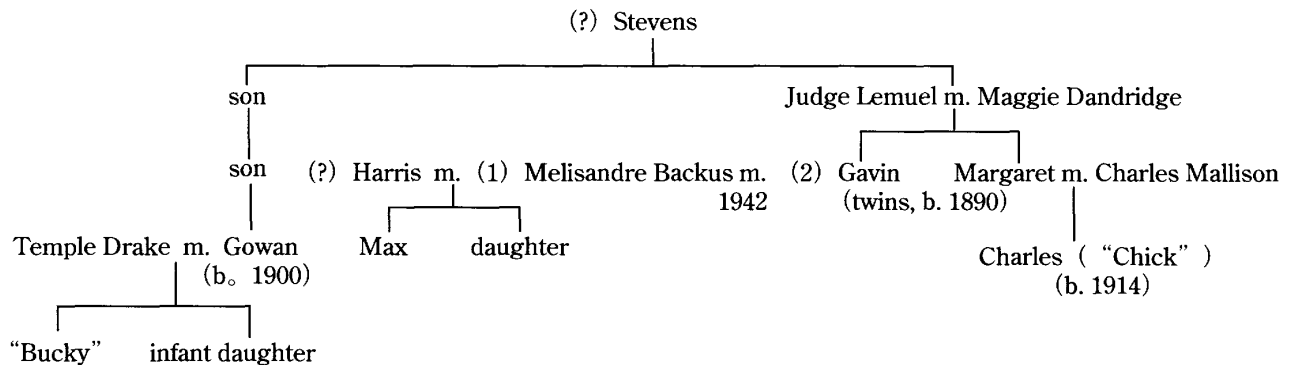 (?) Stevens
son Judge Lemuel m. Maggie Dandridge
son (?) Harris m. (1) Melisandre Backus m. (2) Gavin Margaret m. Charles Mallison
1942 (twins, b. 1890)
Temple Drake m. Gowan Max daughter Charles ( “Chick” )
(b。 1900) (b. 1914)
“Bucky” infant daughter